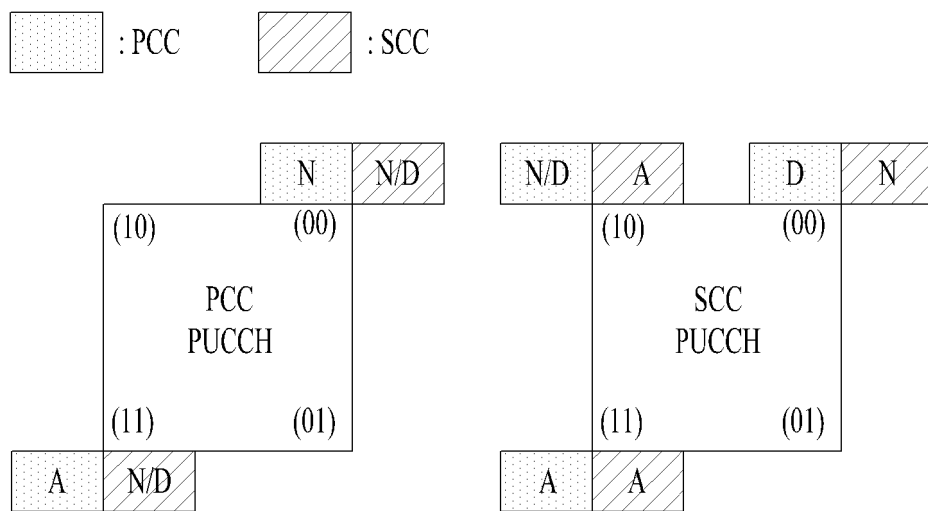 : PCC : SCC
N N/D N/D A D N
(10) (00) (10) (00)
PCC SCC
PUCCH PUCCH
(11) (01) (11) (01)
A N/D A A